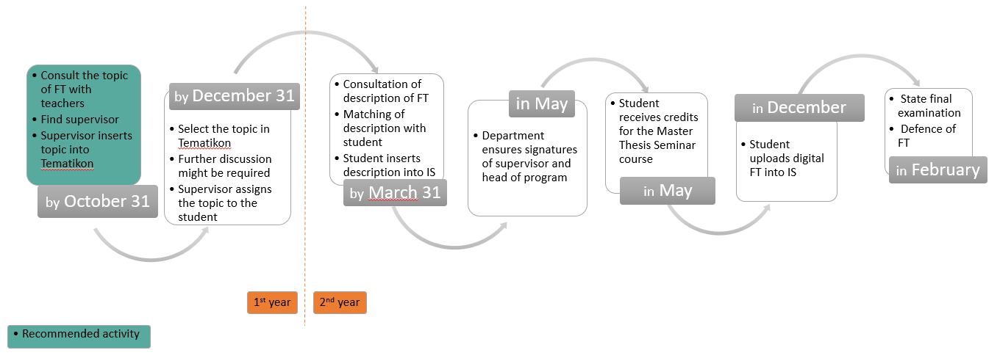 • Consult the topic
of FT with
teachers
• Find supervisor
• Supervisor inserts
topic into
Tematikon
by October 31
by December 31
• Select the topic in
Tematikon
• Further discussion
might be required
• Supervisor assigns
the topic to the
student
• Consultation of
description of FT
• Matching of
description with
student
• Student inserts
description into IS
by March 31
in May
• Department
ensures signatures
of supervisor and
head of program
• Student
receives credits
for the Master
Thesis Seminar
course
in May
in December
• Student
uploads digital
FT into IS
• State final
examination
• Defence of
FT
in February
1st year
2nd year
• Recommended activity